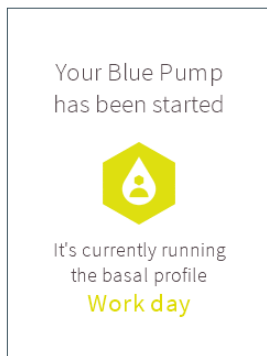 Your Blue Pump
has been started
It's currently running
the basal profile
Work day